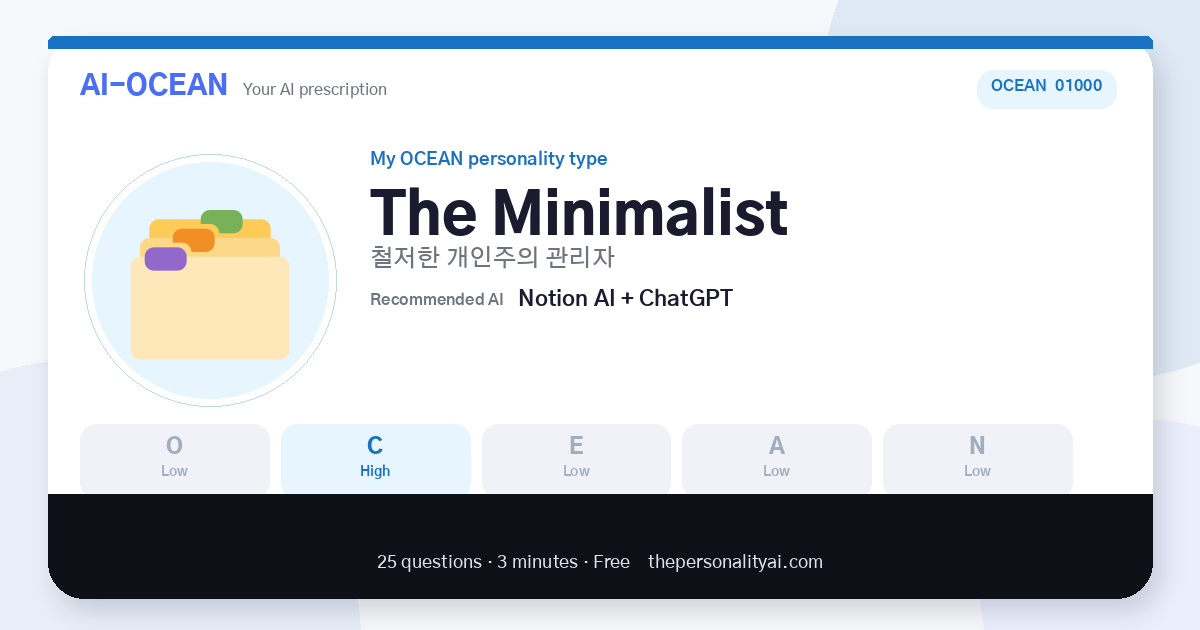 AI-OCEAN Your AI prescription
OCEAN 01000
My OCEAN personality type
The Minimalist
철저한 개인주의 관리자
Recommended AI Notion AI + ChatGPT
O C E A N
Low High Low Low Low
25 questions · 3 minutes · Free thepersonalityai.com